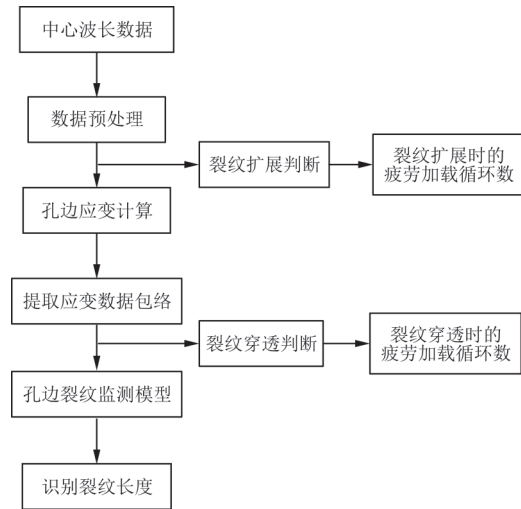 中心波长数据
数据预处理
裂纹扩展判断
裂纹扩展时的
疲劳加载循环数
孔边应变计算
提取应变数据包络
裂纹穿透判断
裂纹穿透时的
疲劳加载循环数
孔边裂纹监测模型
识别裂纹长度